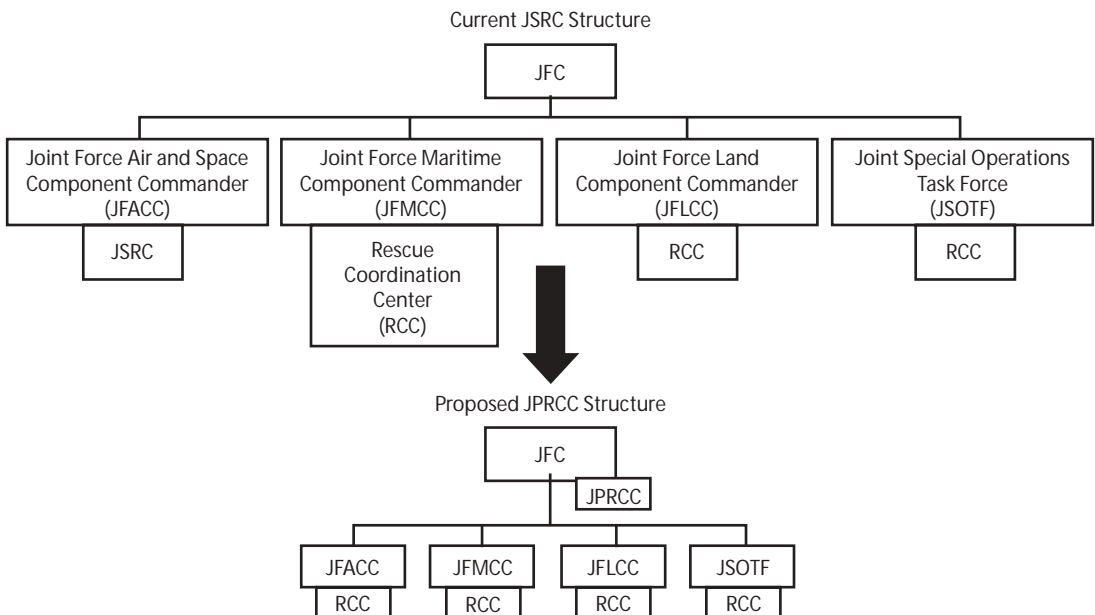 Current JSRC Structure
JFC
Joint Force Air and Space
Component Commander
(JFACC)
JSRC
Joint Force Maritime
Component Commander
(JFMCC)
Rescue
Coordination
Center
(RCC)
Joint Force Land
Component Commander
(JFLCC)
RCC
Joint Special Operations
Task Force
(JSOTF)
RCC
Proposed JPRCC Structure
JFC
JPRCC
JFACC
RCC
JFMCC
RCC
JFLCC
RCC
JSOTF
RCC